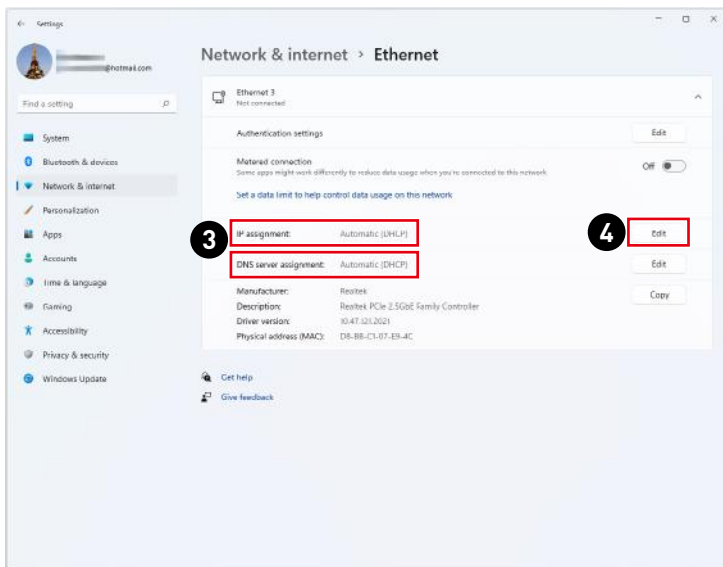 Settings
@hotmail.com
Find a setting
System
Bluetooth & devices
Network & internet
Personalization
Apps
Accounts
Time & language
Gaming
Accessibility
Privacy & security
Windows Update
Network & internet > Ethernet
Ethernet 3
Not connected
Authentication settings
Edit
Metered connection
Some apps might work differently to reduce data usage when you're connected to this network
Off
Set a data limit to help control data usage on this network
3
IP assignment: Automatic (DHCP)
4
Edit
DNS server assignment: Automatic (DHCP)
Edit
Manufacturer: Realtek
Description: Realtek PCIe 2.5GbE Family Controller
Driver version: 10.47.121.2021
Physical address (MAC): D8-BB-C1-07-E9-4C
Copy
Get help
Give feedback